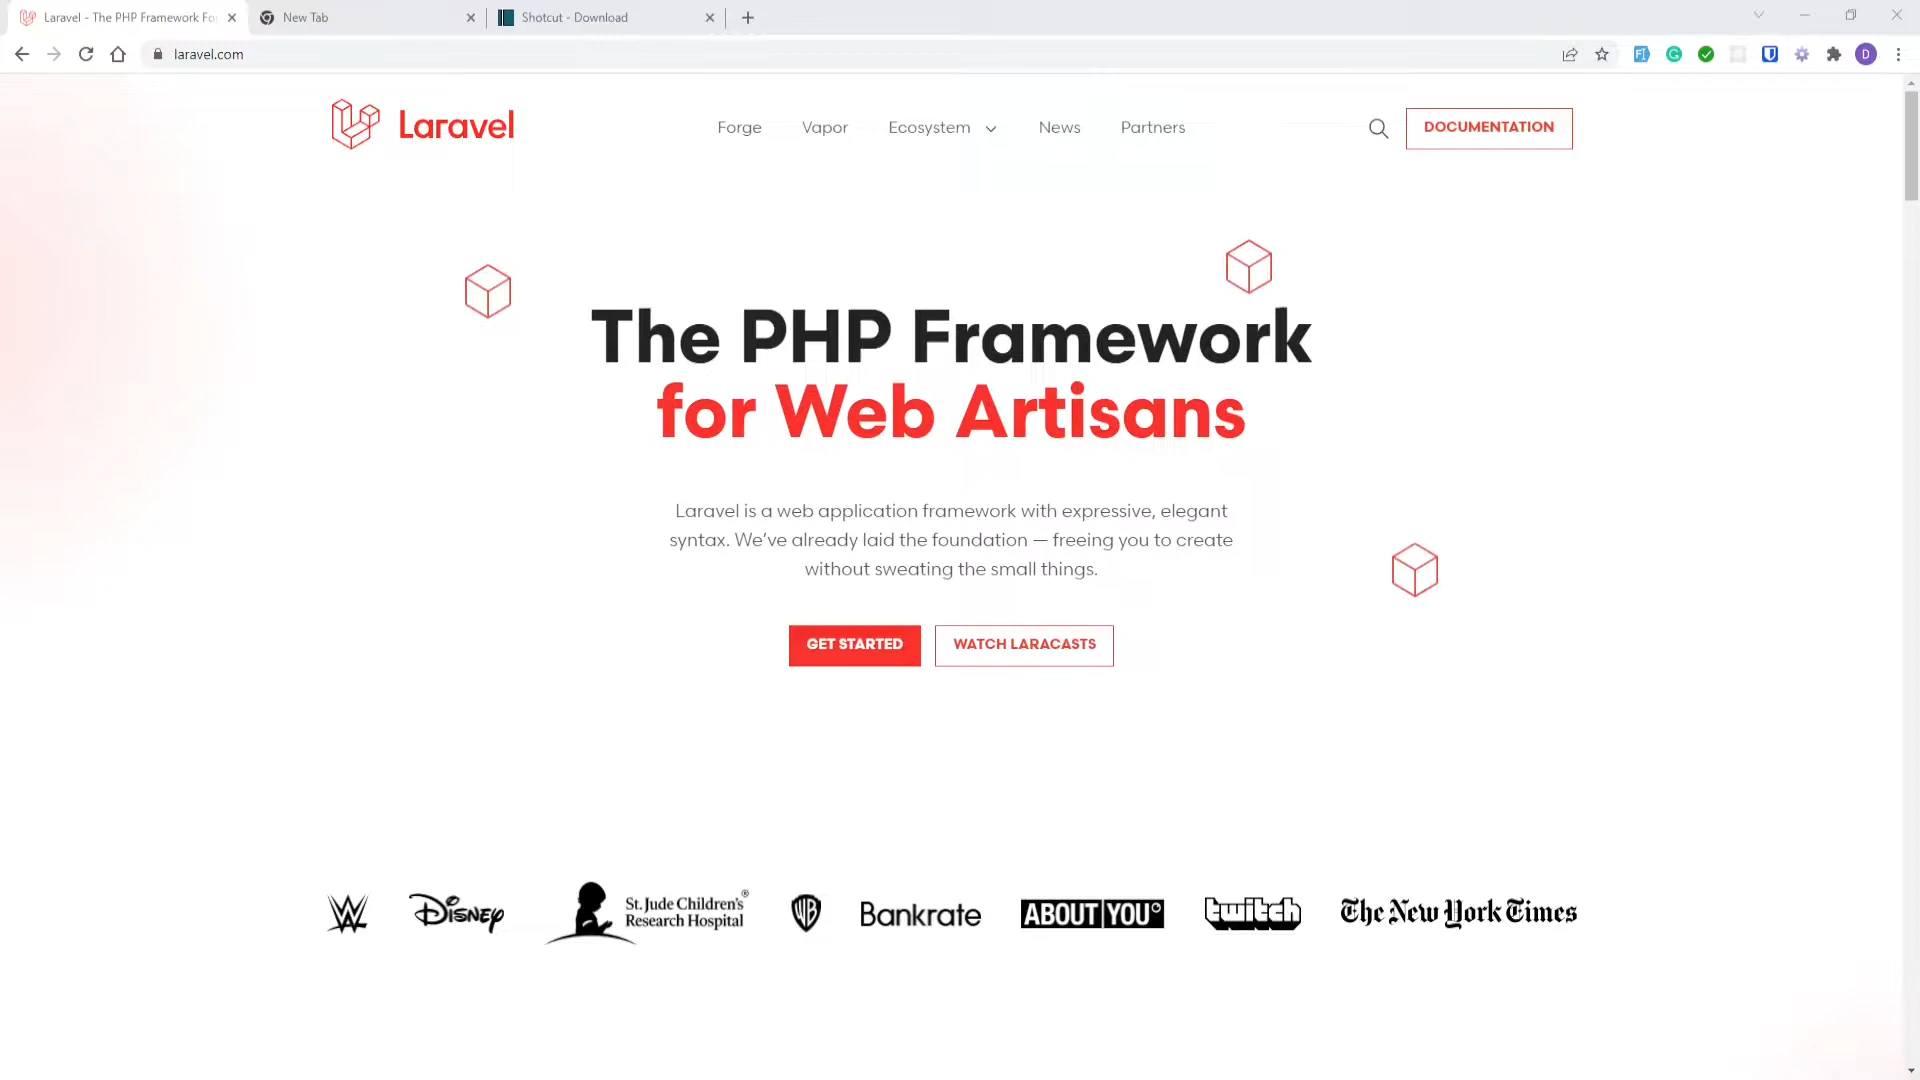 Laravel - The PHP Framework Fo
New Tab
Shotcut - Download
laravel.com
D
Laravel
Forge
Vapor
Ecosystem
News
Partners
DOCUMENTATION
The PHP Framework
for Web Artisans
Laravel is a web application framework with expressive, elegant
syntax. We've already laid the foundation — freeing you to create
without sweating the small things.
GET STARTED
WATCH LARACASTS
W
Disney
St. Jude Children's®
Research Hospital
WB
Bankrate
ABOUT YOU°
twitch
The New York Times